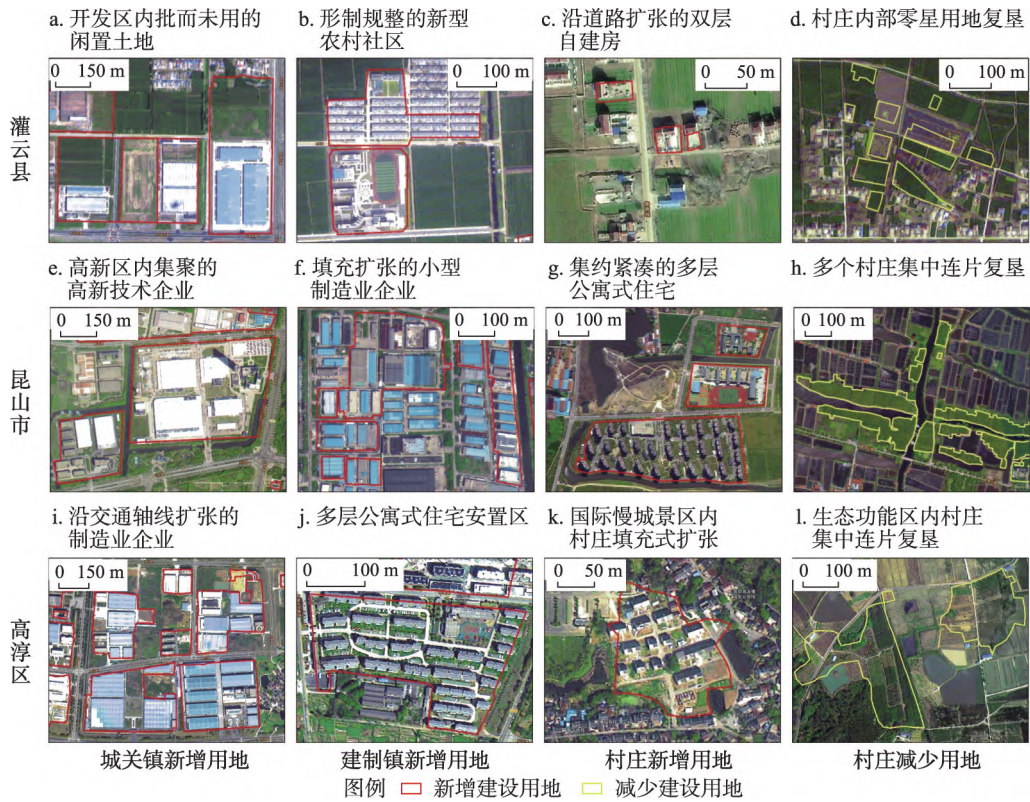 a. 开发区内批而未用的
闲置土地
b. 形制规整的新型
农村社区
c. 沿道路扩张的双层
自建房
d. 村庄内部零星用地复垦
0 150 m
0 100 m
0 50 m
0 100 m
灌云县
e. 高新区内集聚的
高新技术企业
f. 填充扩张的小型
制造业企业
g. 集约紧凑的多层
公寓式住宅
h. 多个村庄集中连片复垦
0 150 m
0 100 m
0 100 m
0 100 m
昆山市
i. 沿交通轴线扩张的
制造业企业
j. 多层公寓式住宅安置区
k. 国际慢城景区内
村庄填充式扩张
l. 生态功能区内村庄
集中连片复垦
0 150 m
0 100 m
0 50 m
0 100 m
高淳区
城关镇新增用地
建制镇新增用地
村庄新增用地
村庄减少用地
图例 新增建设用地 减少建设用地